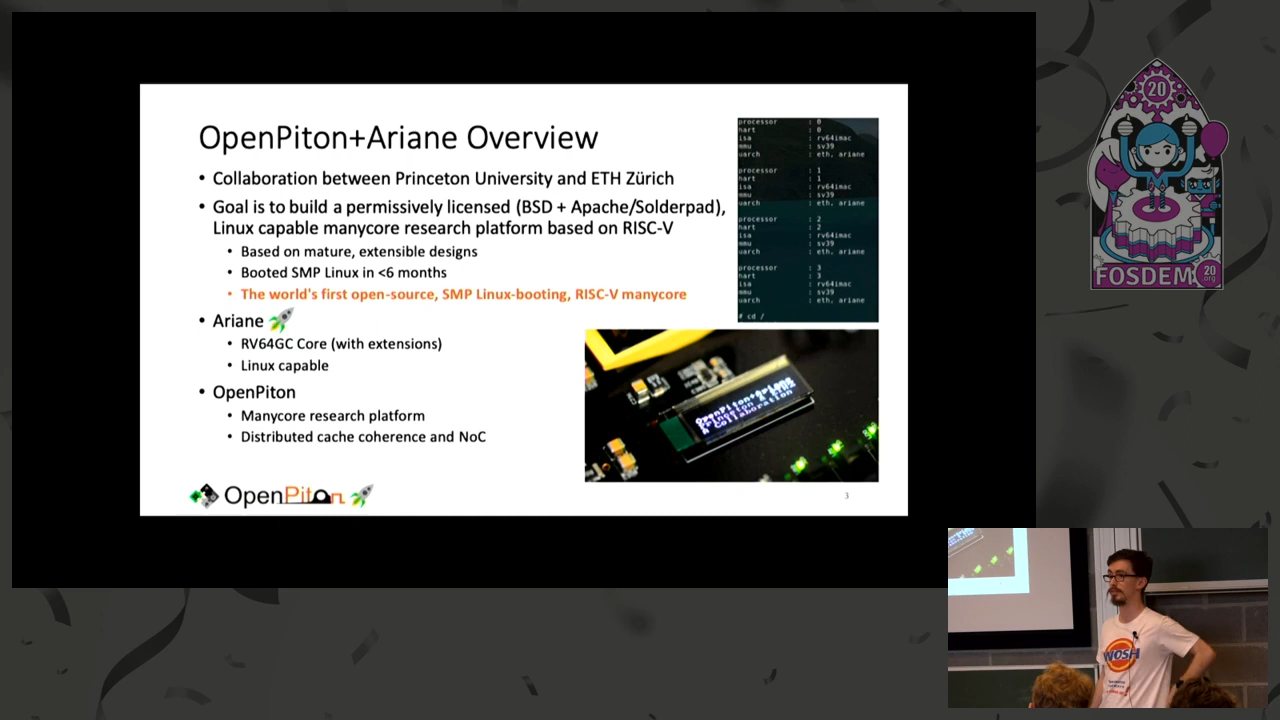 OpenPiton+Ariane Overview
• Collaboration between Princeton University and ETH Zürich
• Goal is to build a permissively licensed (BSD + Apache/Solderpad),
Linux capable manycore research platform based on RISC-V
• Based on mature, extensible designs
• Booted SMP Linux in <6 months
• The world's first open-source, SMP Linux-booting, RISC-V manycore
• Ariane
• RV64GC Core (with extensions)
• Linux capable
• OpenPiton
• Manycore research platform
• Distributed cache coherence and NoC
OpenPiton
processor : 0
hart : 0
isa : rv64imac
mmu : sv39
uarch : eth, ariane
processor : 1
hart : 1
isa : rv64imac
mmu : sv39
uarch : eth, ariane
processor : 2
hart : 2
isa : rv64imac
mmu : sv39
uarch : eth, ariane
processor : 3
hart : 3
isa : rv64imac
mmu : sv39
uarch : eth, ariane
# cd /
OpenPiton+Ariane
Princeton & ETHZ
A Collaboration
3
20
FOSDEM 20
.org
WOSH